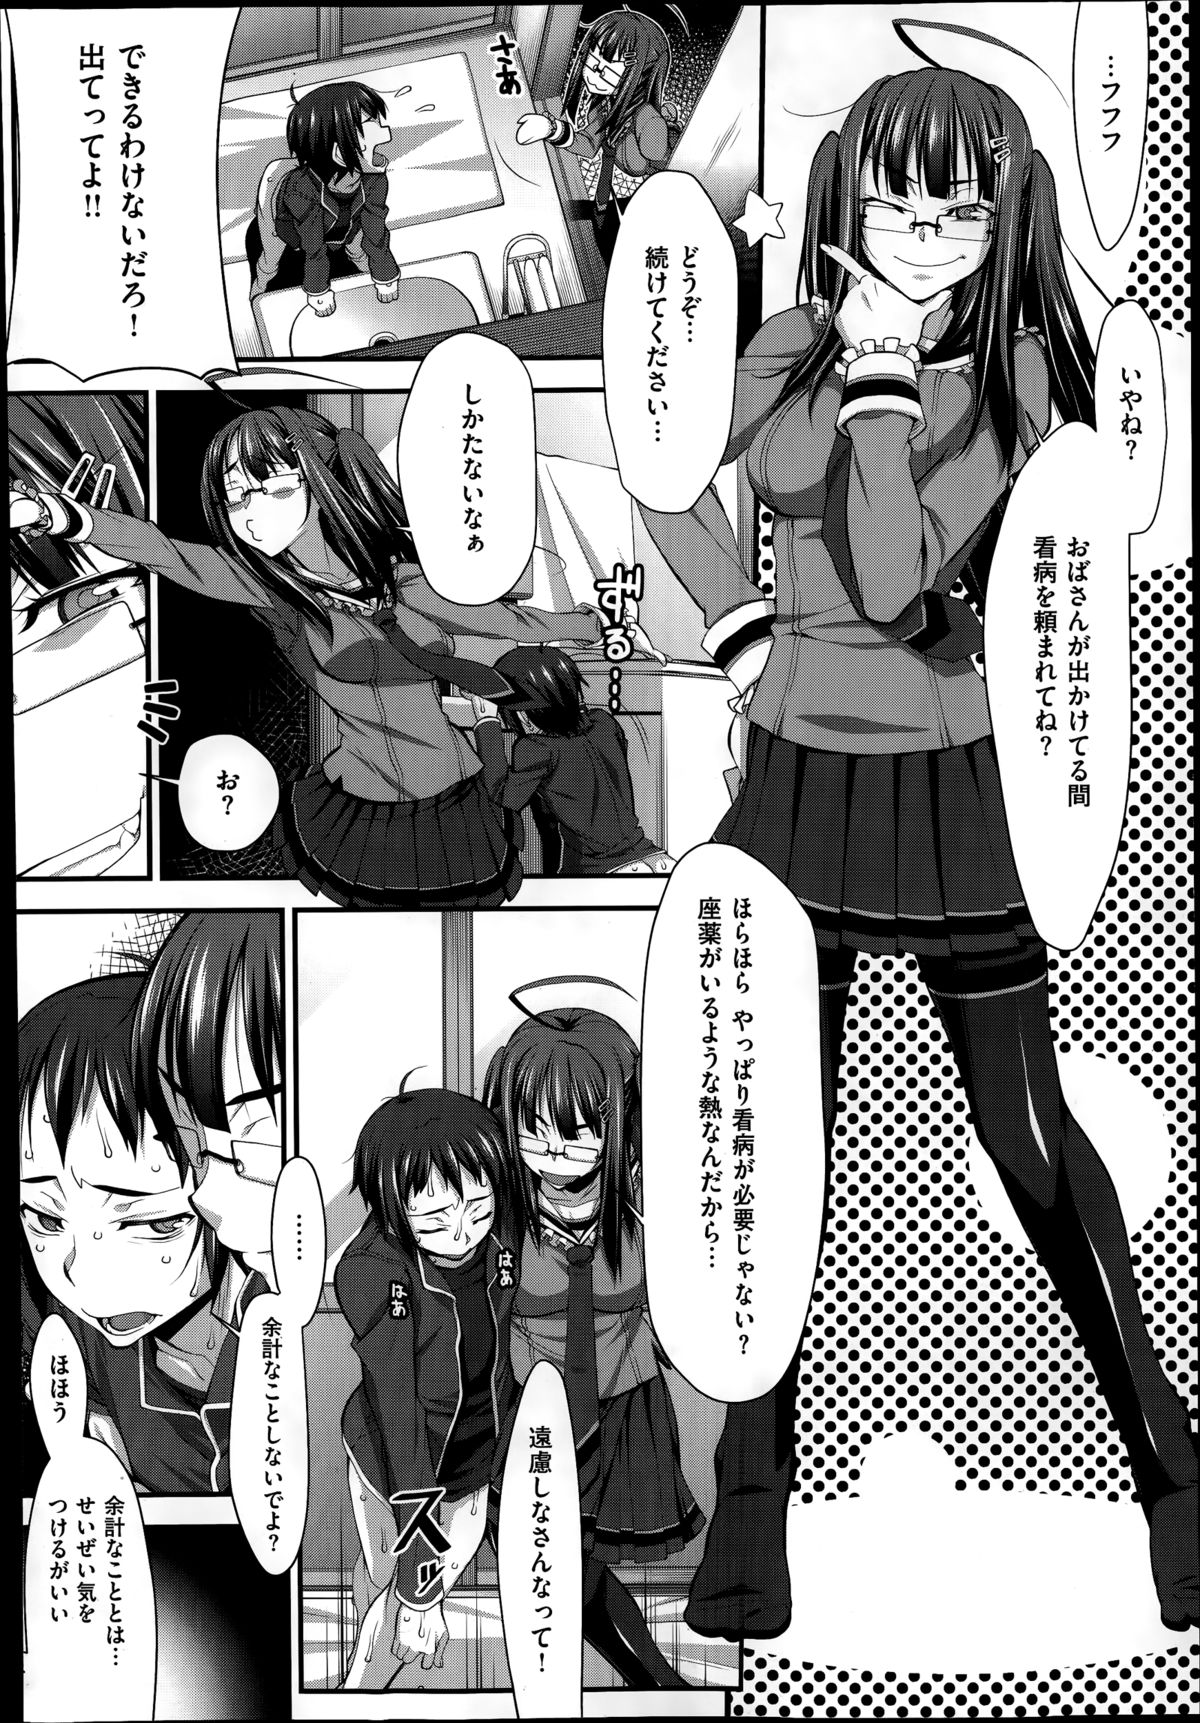 …フフフ
いやね？
おばさんが出かけてる間
看病を頼まれてね？
どうぞ…
続けてください…
さあ
できるわけないだろ！
出てってよ!!
しかたないなぁ
ずる……
お？
ほらほら やっぱり看病が必要じゃない？
座薬がいるような熱なんだから…
はぁ
はぁ
遠慮しなさんなって！
スッ
……
余計なことしないでよ？
ほほう
余計なこととは…
せいぜい気を
つけるがいい